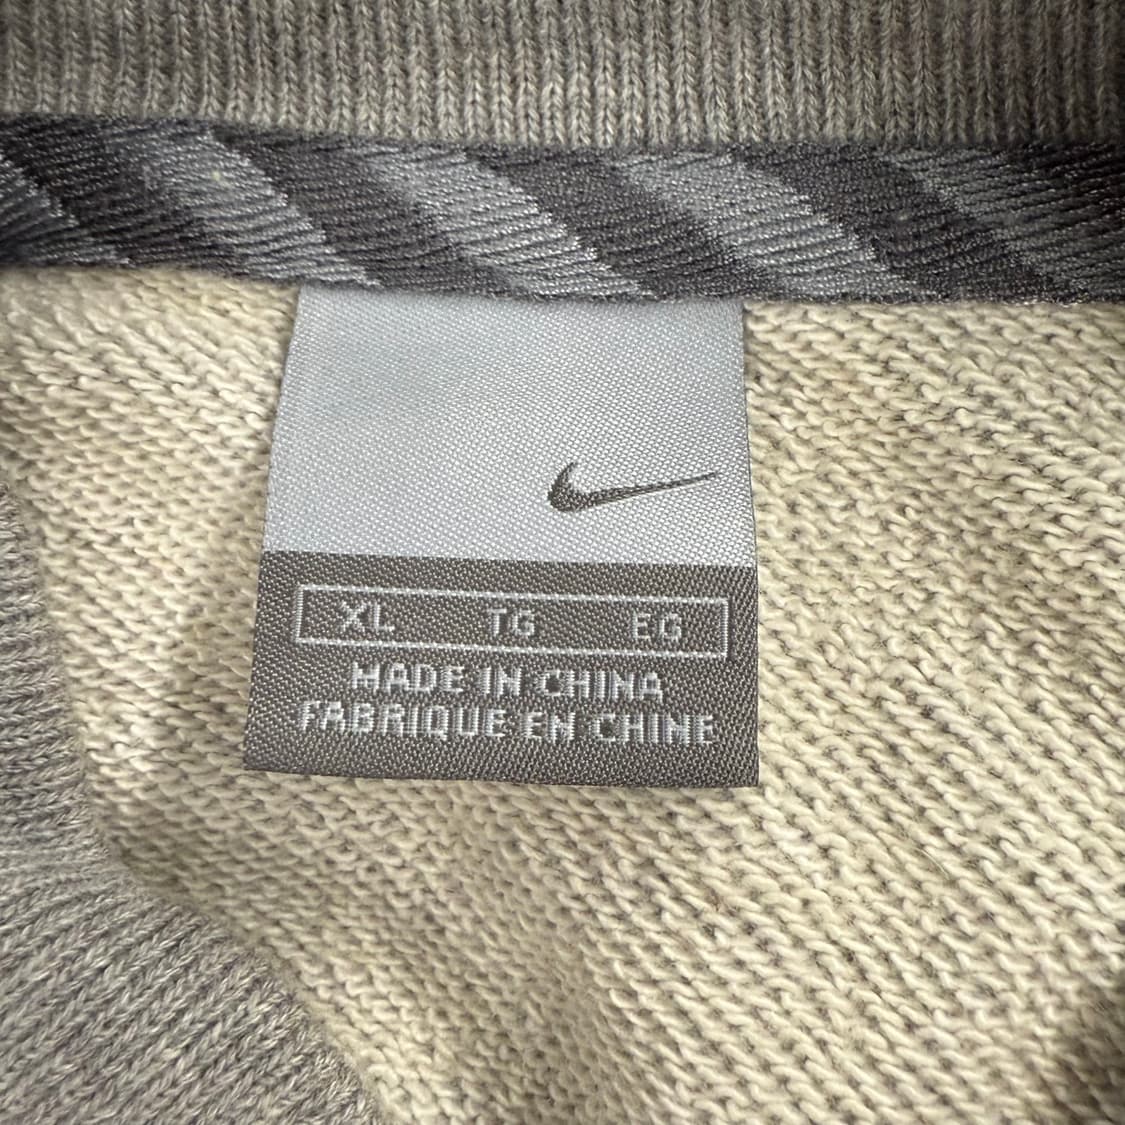 XL TG EG
MADE IN CHINA
FABRIQUE EN CHINE